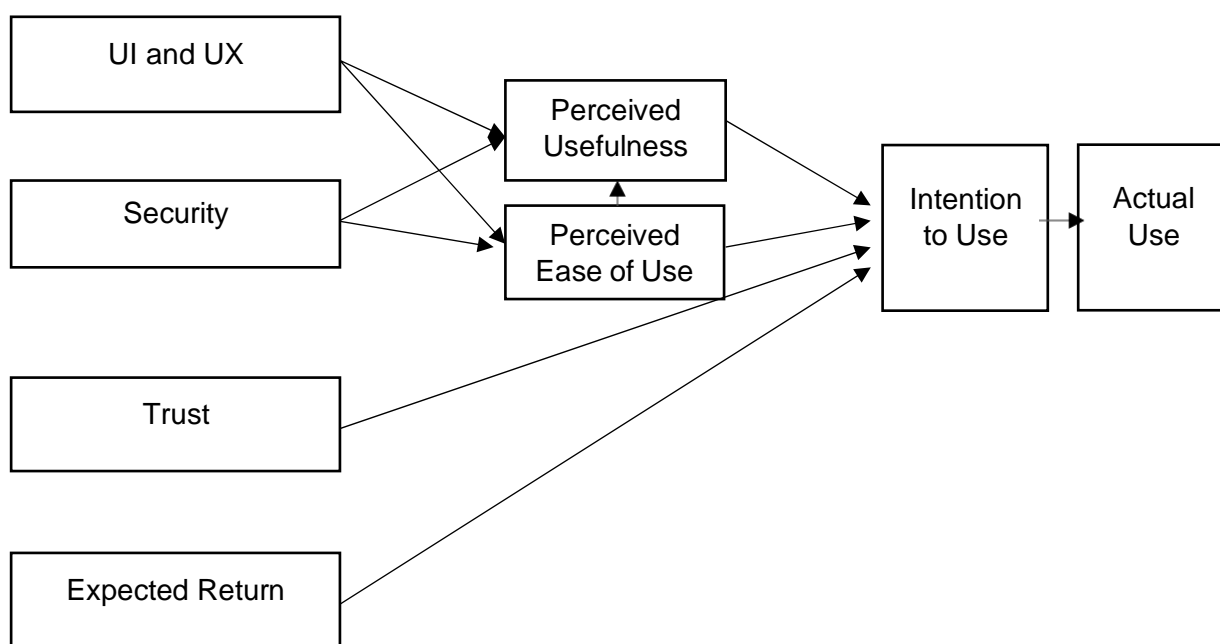 UI and UX
Security
Trust
Expected Return
Perceived
Usefulness
Perceived
Ease of Use
Intention
to Use
Actual
Use